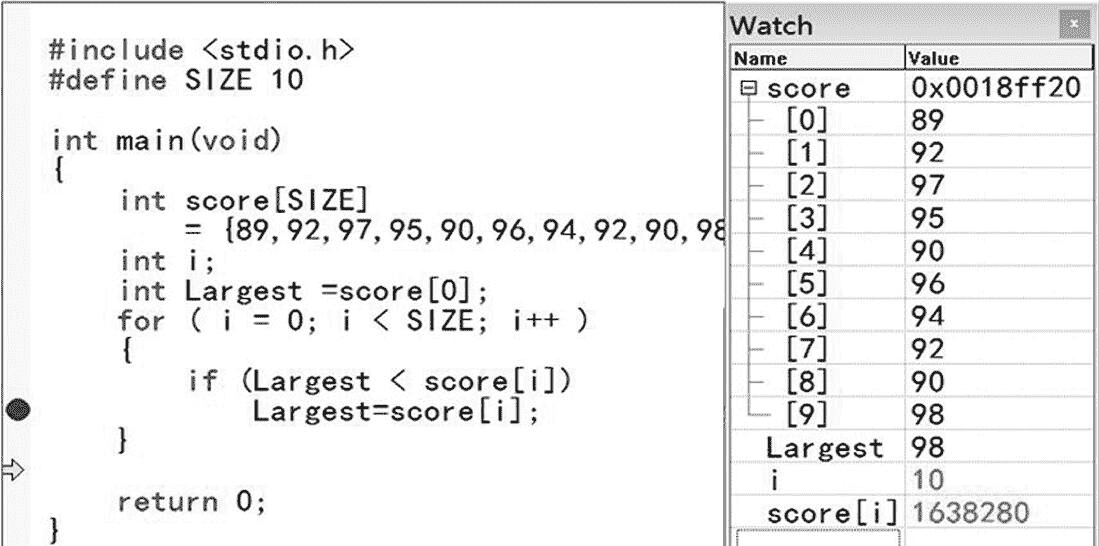 #include <stdio.h>
#define SIZE 10
int main(void)
{
int score[SIZE]
= {89,92,97,95,90,96,94,92,90,98
int i;
int Largest =score[0];
for ( i = 0; i < SIZE; i++ )
{
if (Largest < score[i])
Largest=score[i];
}
return 0;
}
Watch
Name Value
score 0x0018ff20
[0] 89
[1] 92
[2] 97
[3] 95
[4] 90
[5] 96
[6] 94
[7] 92
[8] 90
[9] 98
Largest 98
i 10
score[i] 1638280